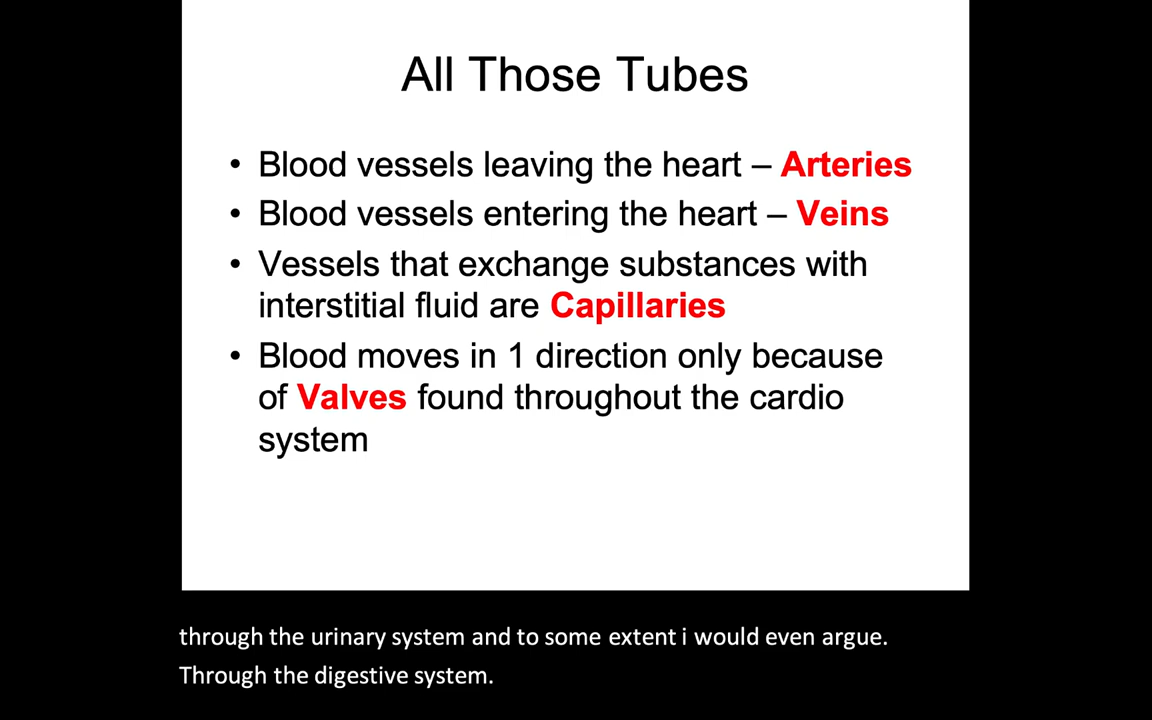 All Those Tubes
• Blood vessels leaving the heart – Arteries
• Blood vessels entering the heart – Veins
• Vessels that exchange substances with
interstitial fluid are Capillaries
• Blood moves in 1 direction only because
of Valves found throughout the cardio
system
through the urinary system and to some extent i would even argue.
Through the digestive system.